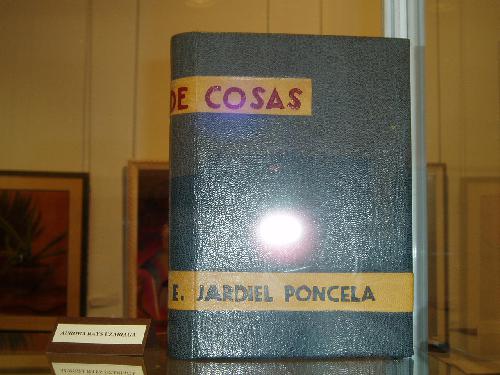 DE COSAS
E. JARDIEL PONCELA